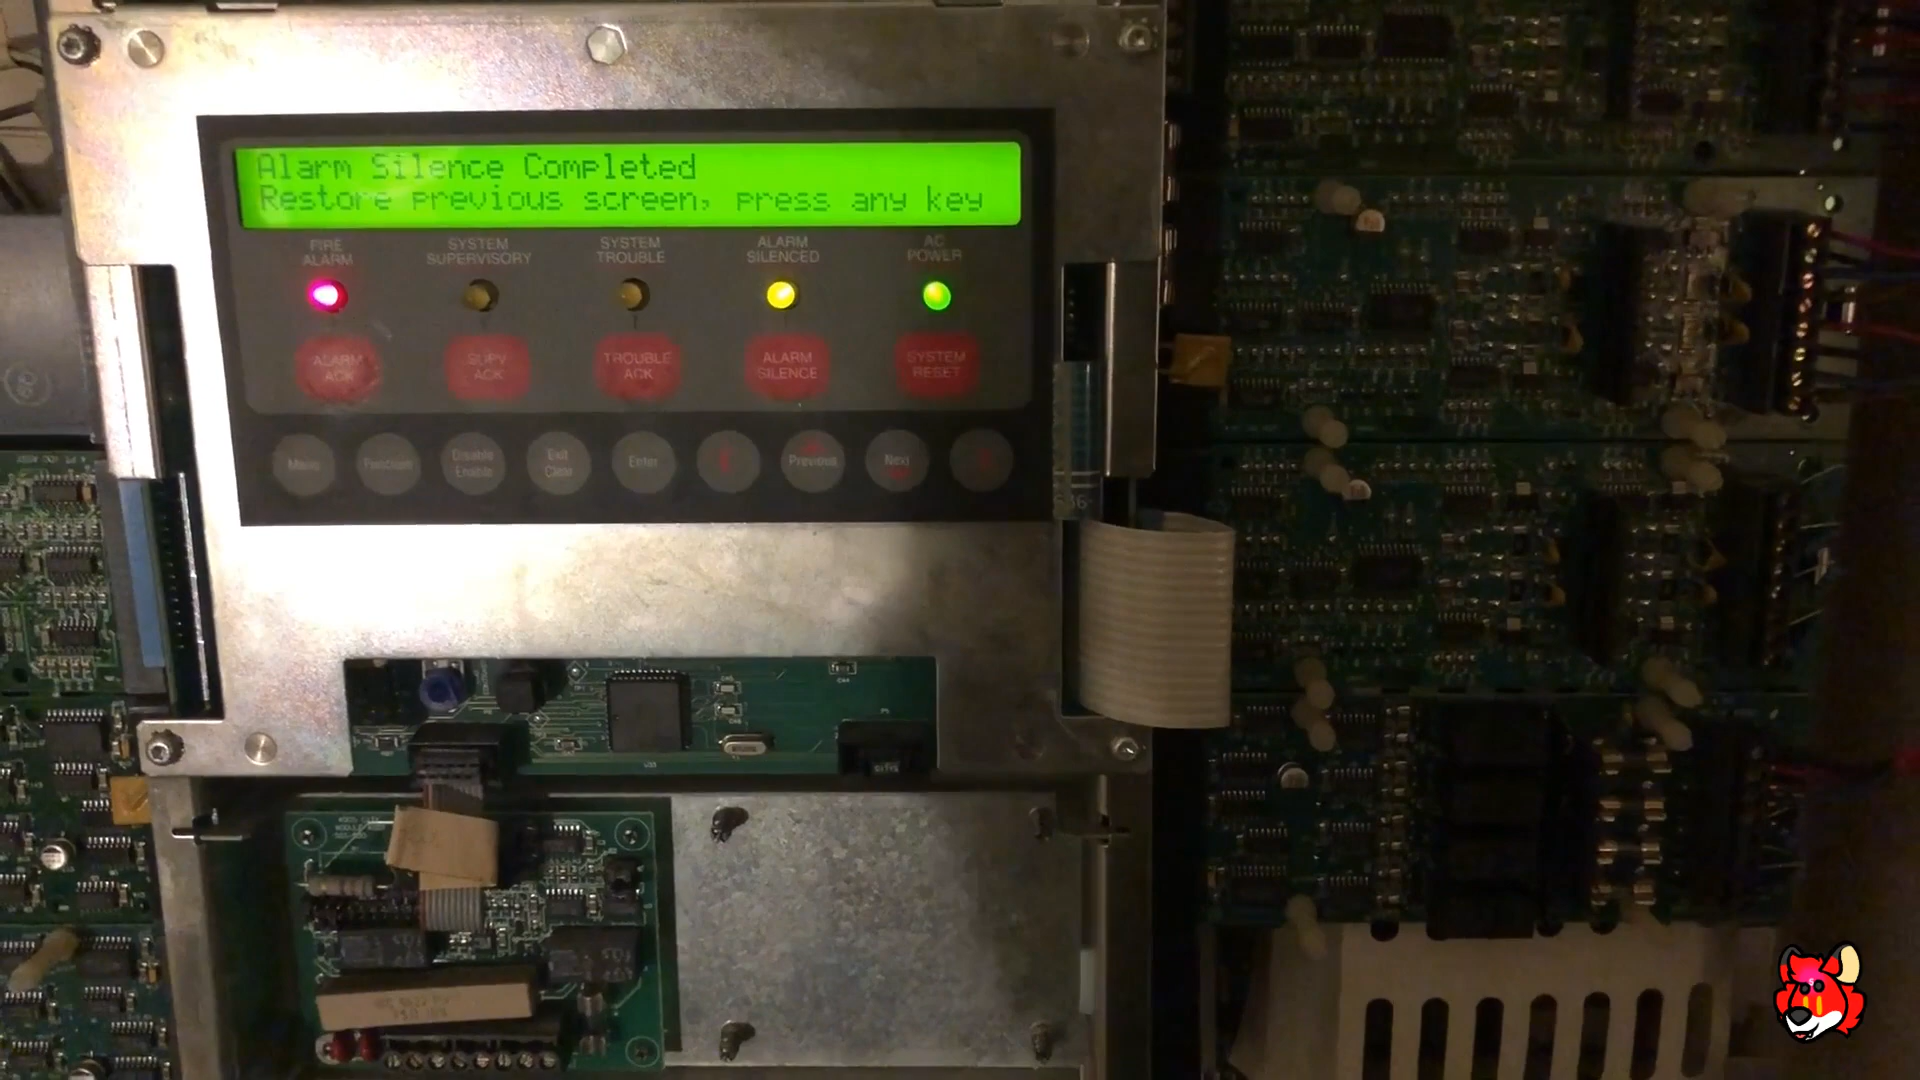 Alarm Silence Completed
Restore previous screen, press any key
FIRE
ALARM
SYSTEM
SUPERVISORY
SYSTEM
TROUBLE
ALARM
SILENCED
AC
POWER
ALARM
ACK
SUPV
ACK
TROUBLE
ACK
ALARM
SILENCE
SYSTEM
RESET
Menu
Function
Disable
Enable
Exit
Clear
Enter
Previous
Next